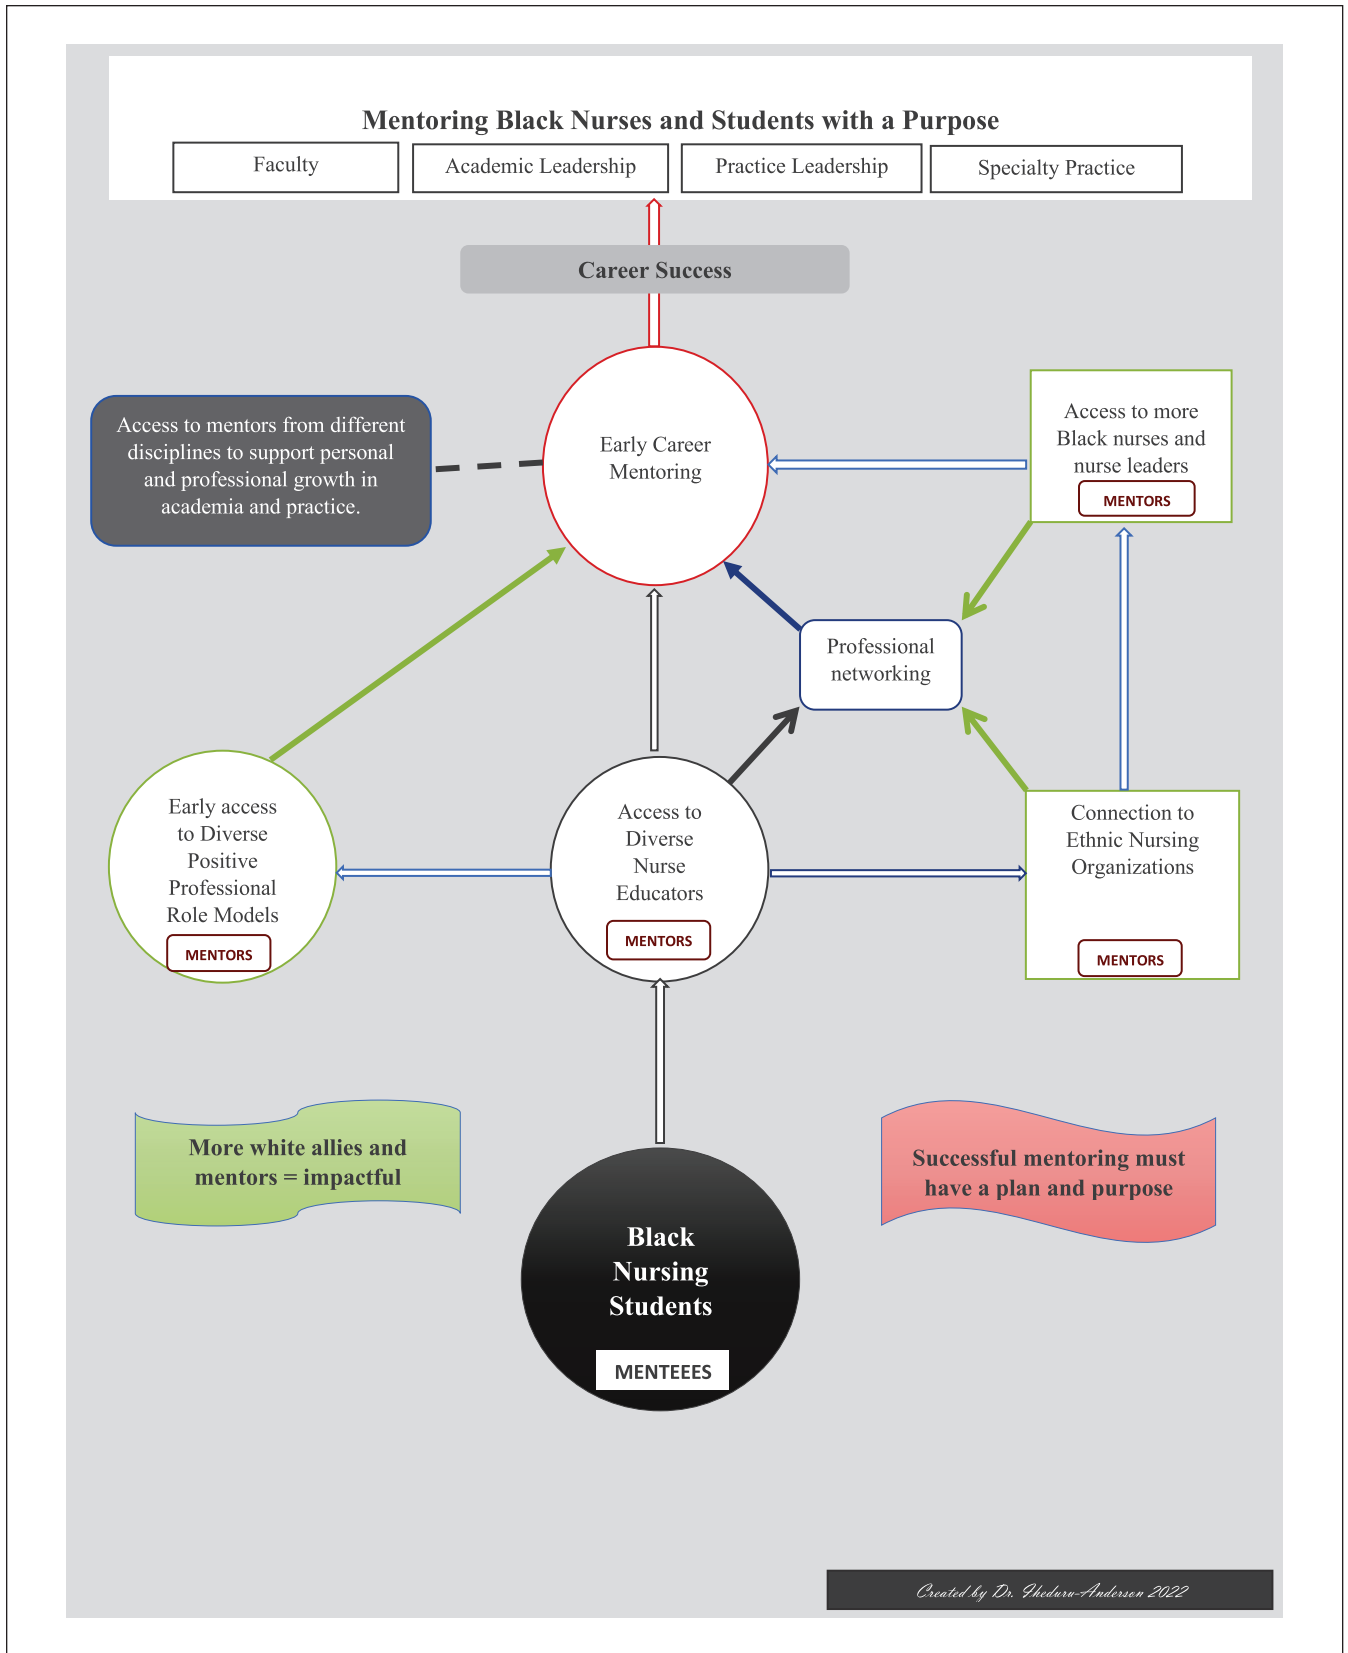 Mentoring Black Nurses and Students with a Purpose
Faculty
Academic Leadership
Practice Leadership
Specialty Practice
Career Success
Access to mentors from different
disciplines to support personal
and professional growth in
academia and practice.
Early Career
Mentoring
Access to more
Black nurses and
nurse leaders
MENTORS
Professional
networking
Early access
to Diverse
Positive
Professional
Role Models
MENTORS
Access to
Diverse
Nurse
Educators
MENTORS
Connection to
Ethnic Nursing
Organizations
MENTORS
More white allies and
mentors = impactful
Successful mentoring must
have a plan and purpose
Black
Nursing
Students
MENTEEES
Created by Dr. Iheduru-Anderson 2022